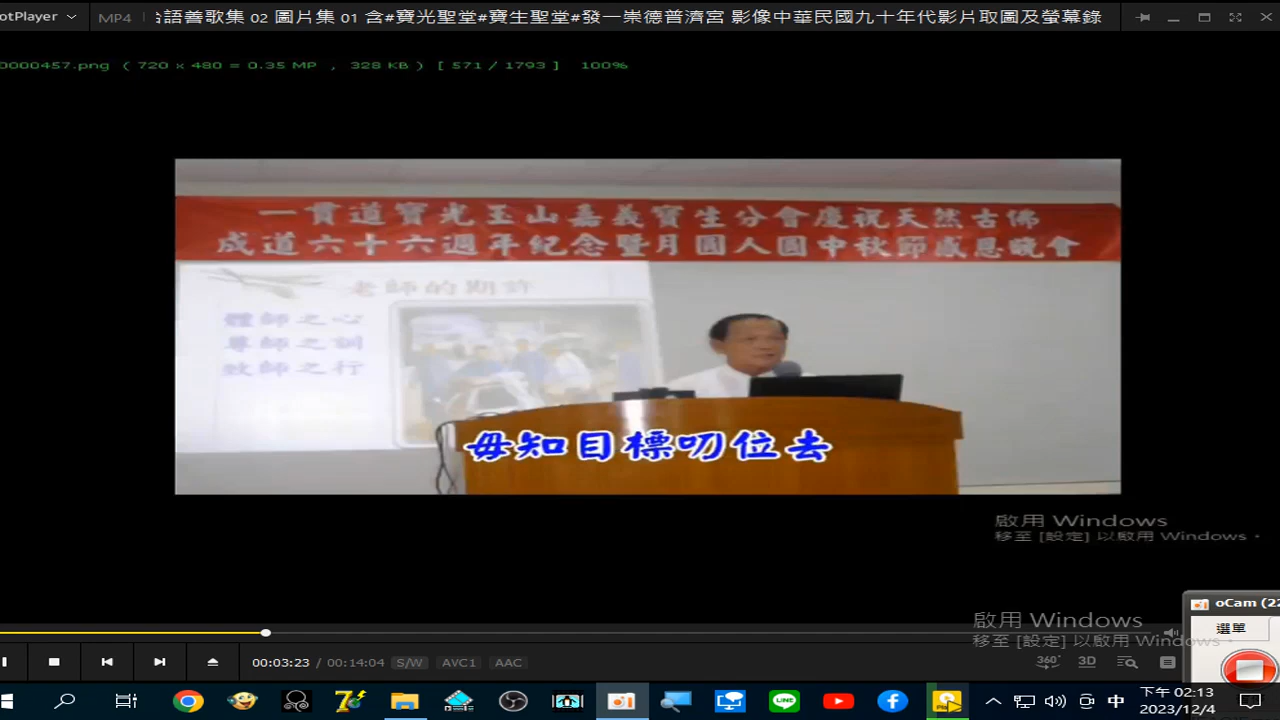 otPlayer MP4 台語善歌集 02 圖片集 01 含#寶光聖堂#寶生聖堂#發一崇德普濟宮 影像中華民國九十年代影片取圖及螢幕錄
0000457.png ( 720 x 480 = 0.35 MP , 328 KB ) [ 571 / 1793 ] 100%
一貫道寶光玉山嘉義寶生分會慶祝天然古佛
成道六十六週年紀念暨月圓人圓中秋節感恩晚會
老師的期許
體師之心
尊師之訓
致師之行
毋知目標叨位去
啟用 Windows
移至 [設定] 以啟用 Windows。
啟用 Windows
移至 [設定] 以啟用 Windows。
oCam (22
選單
00:03:23 / 00:14:04 S/W AVC1 AAC
360° 3D
中
下午 02:13
2023/12/4